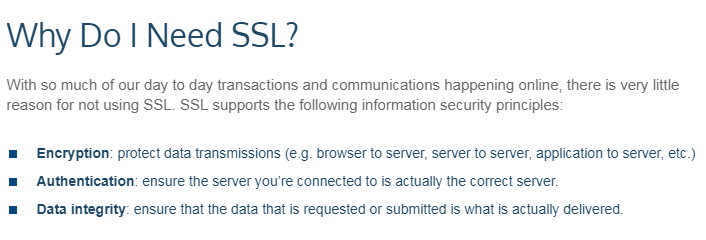 Why Do I Need SSL?
With so much of our day to day transactions and communications happening online, there is very little
reason for not using SSL. SSL supports the following information security principles:
Encryption: protect data transmissions (e.g. browser to server, server to server, application to server, etc.)
Authentication: ensure the server you're connected to is actually the correct server.
Data integrity: ensure that the data that is requested or submitted is what is actually delivered.